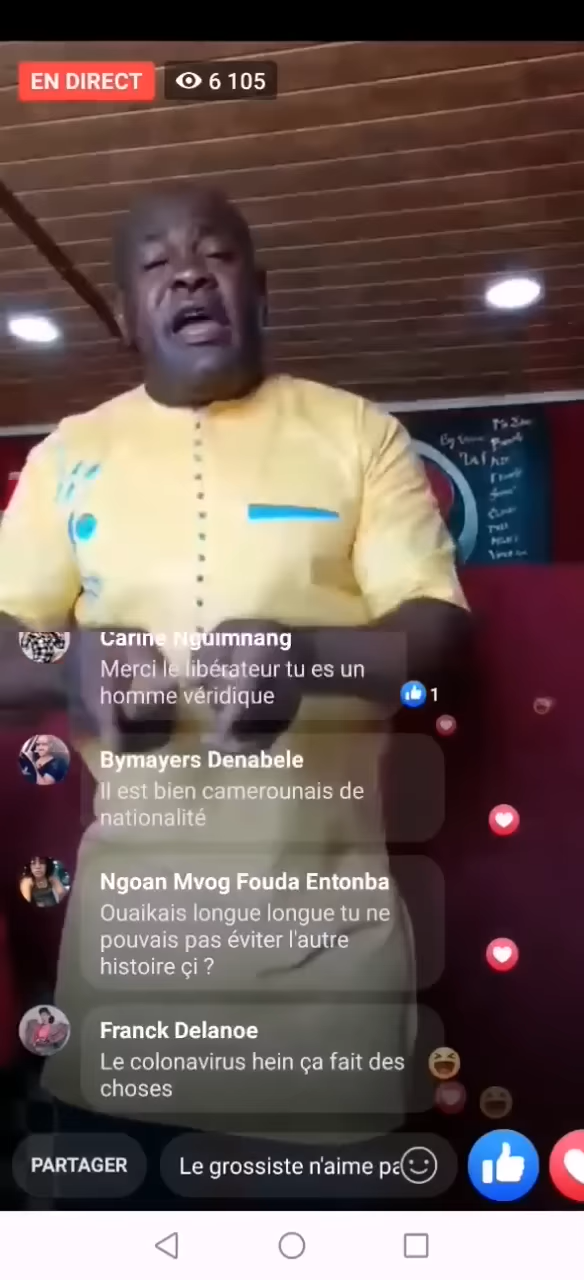 EN DIRECT
6 105
Carine Nguimnang
Merci le libérateur tu es un
homme véridique
1
Bymayers Denabele
Il est bien camerounais de
nationalité
Ngoan Mvog Fouda Entonba
Ouaikais longue longue tu ne
pouvais pas éviter l'autre
histoire çi ?
Franck Delanoe
Le colonavirus hein ça fait des
choses
PARTAGER
Le grossiste n'aime pa